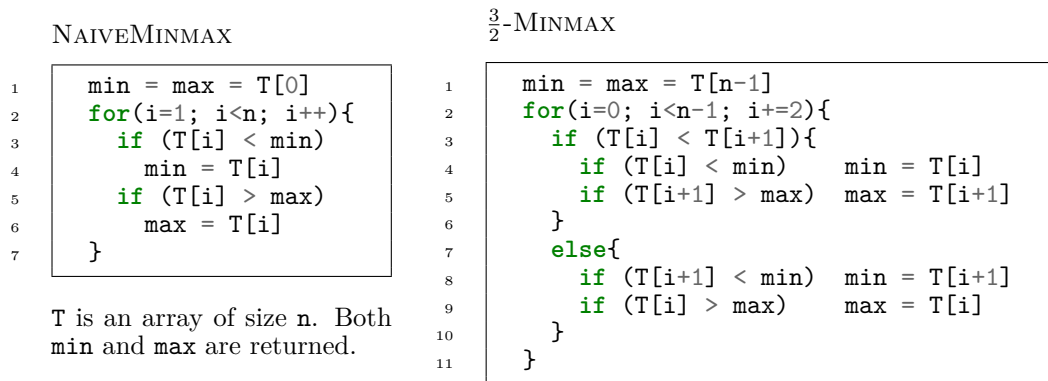 NAIVEMINMAX
1 min = max = T[0]
2 for(i=1; i<n; i++){
3 if (T[i] < min)
4 min = T[i]
5 if (T[i] > max)
6 max = T[i]
7 }
T is an array of size n. Both
min and max are returned.
3/2-MINMAX
1 min = max = T[n-1]
2 for(i=0; i<n-1; i+=2){
3 if (T[i] < T[i+1]){
4 if (T[i] < min) min = T[i]
5 if (T[i+1] > max) max = T[i+1]
6 }
7 else{
8 if (T[i+1] < min) min = T[i+1]
9 if (T[i] > max) max = T[i]
10 }
11 }